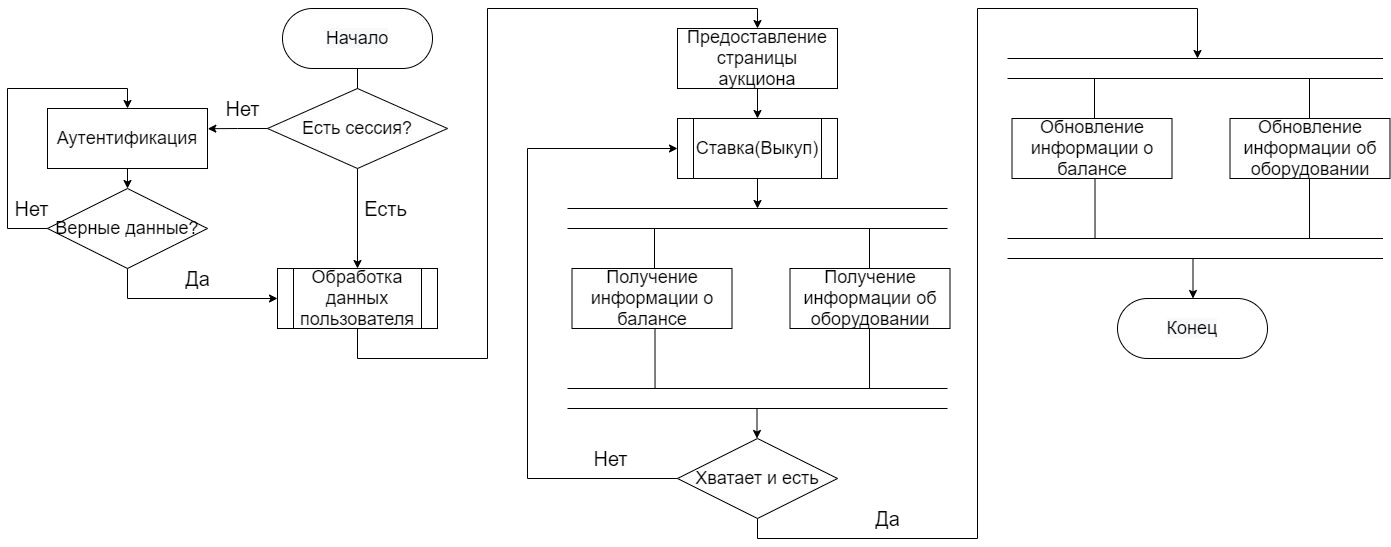 Начало
Есть сессия?
Нет
Аутентификация
Верные данные?
Нет
Да
Есть
Обработка
данных
пользователя
Предоставление
страницы
аукциона
Ставка(Выкуп)
Получение
информации о
балансе
Получение
информации об
оборудовании
Хватает и есть
Нет
Да
Обновление
информации о
балансе
Обновление
информации об
оборудовании
Конец